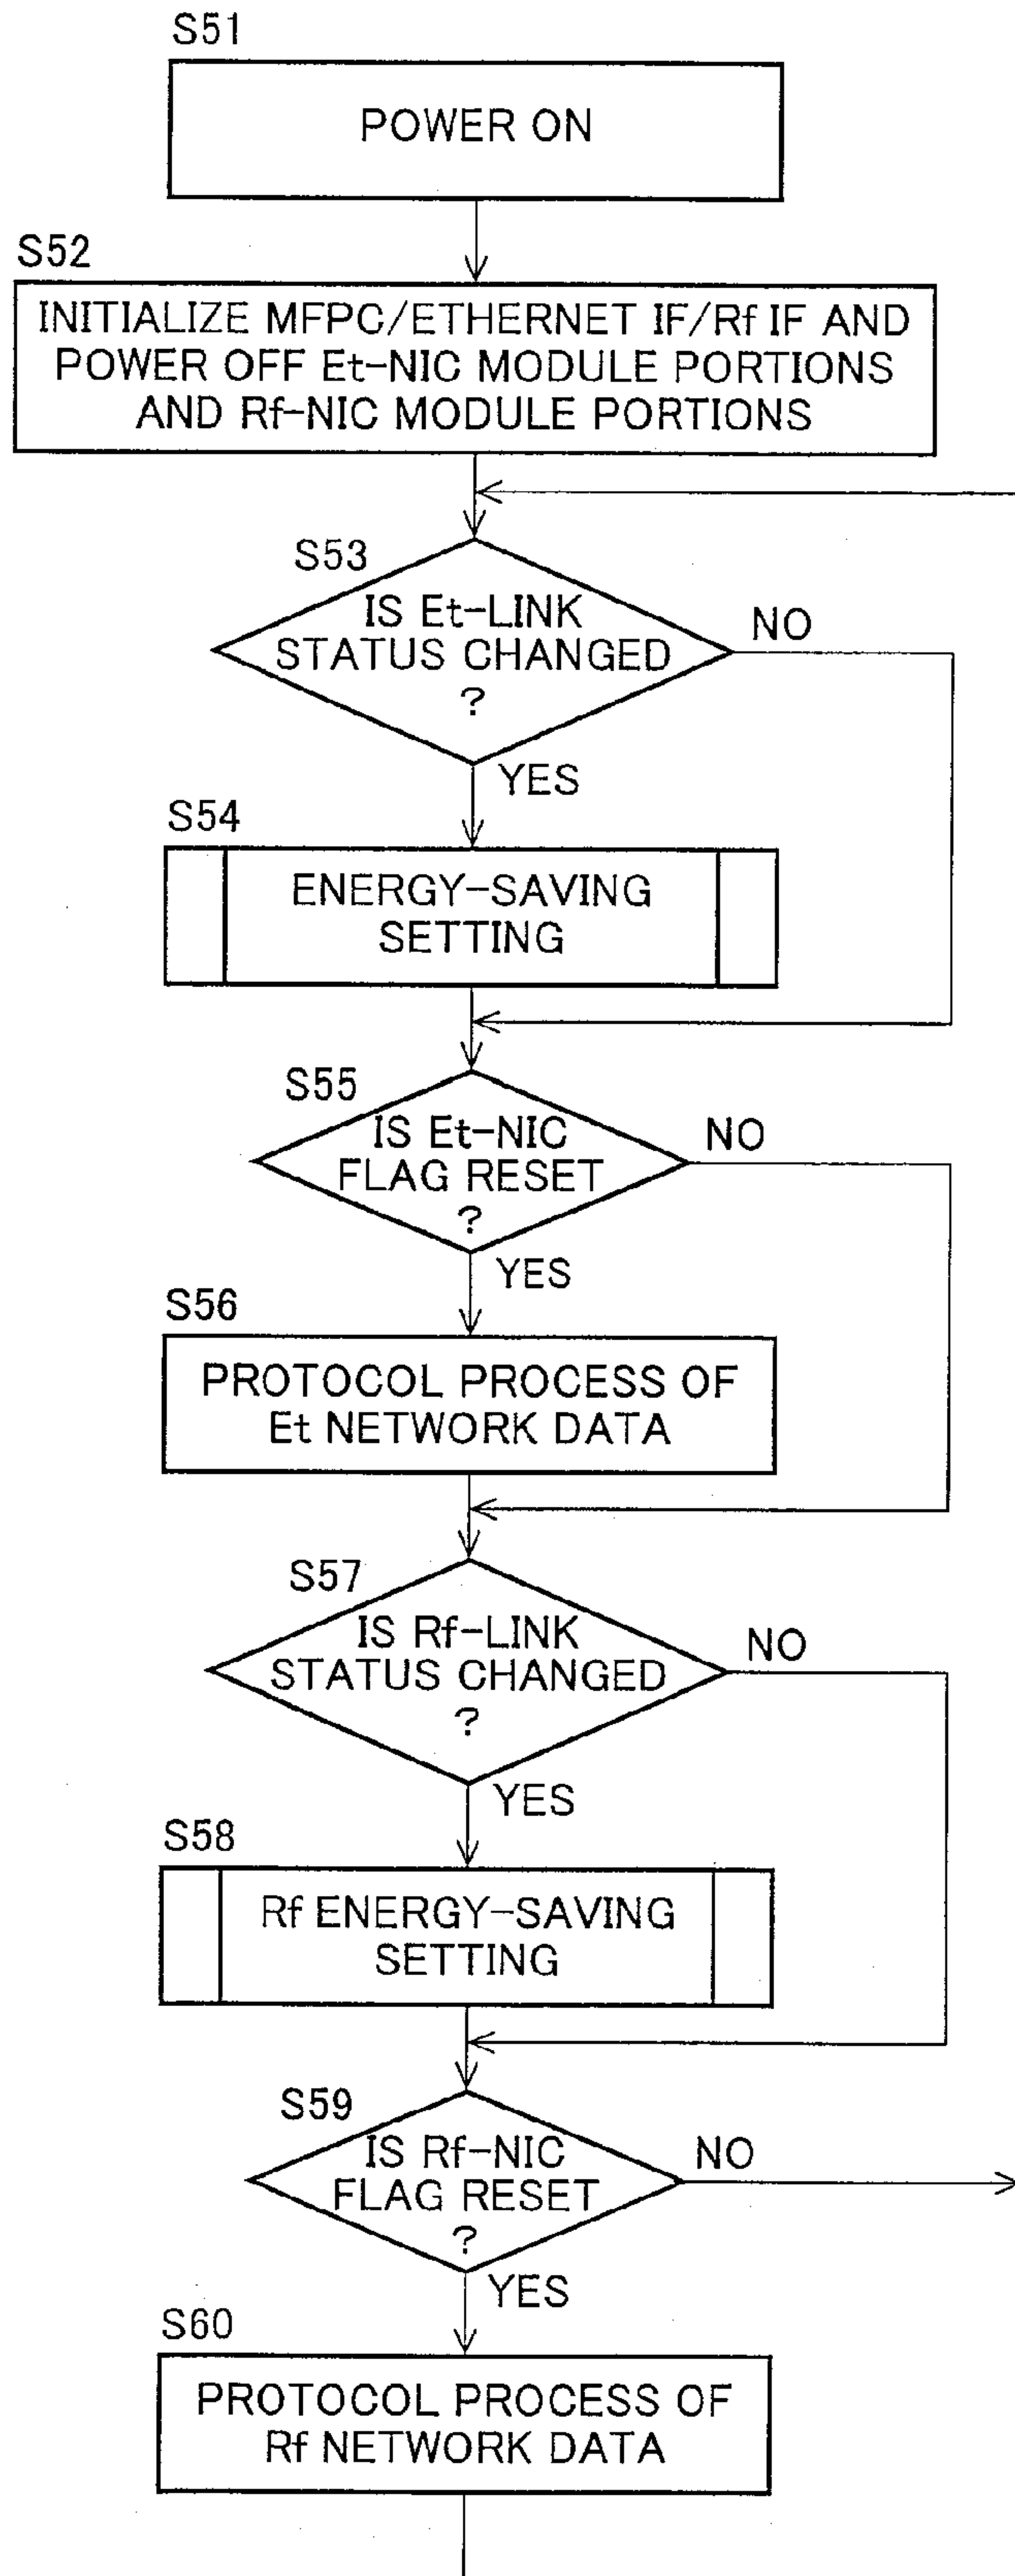 S51
POWER ON
S52
INITIALIZE MFPC/ETHERNET IF/Rf IF AND
POWER OFF Et-NIC MODULE PORTIONS
AND Rf-NIC MODULE PORTIONS
S53
IS Et-LINK
STATUS CHANGED
?
NO
YES
S54
ENERGY-SAVING
SETTING
S55
IS Et-NIC
FLAG RESET
?
NO
YES
S56
PROTOCOL PROCESS OF
Et NETWORK DATA
S57
IS Rf-LINK
STATUS CHANGED
?
NO
YES
S58
Rf ENERGY-SAVING
SETTING
S59
IS Rf-NIC
FLAG RESET
?
NO
YES
S60
PROTOCOL PROCESS OF
Rf NETWORK DATA